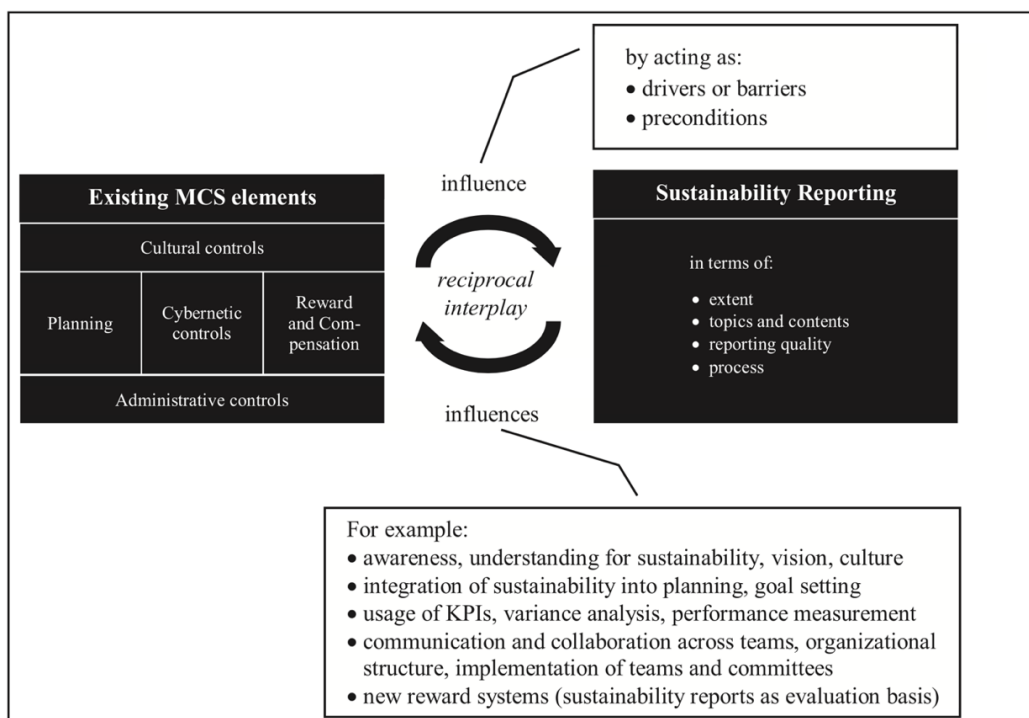 by acting as:
• drivers or barriers
• preconditions
Existing MCS elements
Cultural controls
Planning
Cybernetic
controls
Reward
and Com-
pensation
Administrative controls
influence
reciprocal
interplay
influences
Sustainability Reporting
in terms of:
• extent
• topics and contents
• reporting quality
• process
For example:
• awareness, understanding for sustainability, vision, culture
• integration of sustainability into planning, goal setting
• usage of KPIs, variance analysis, performance measurement
• communication and collaboration across teams, organizational
structure, implementation of teams and committees
• new reward systems (sustainability reports as evaluation basis)